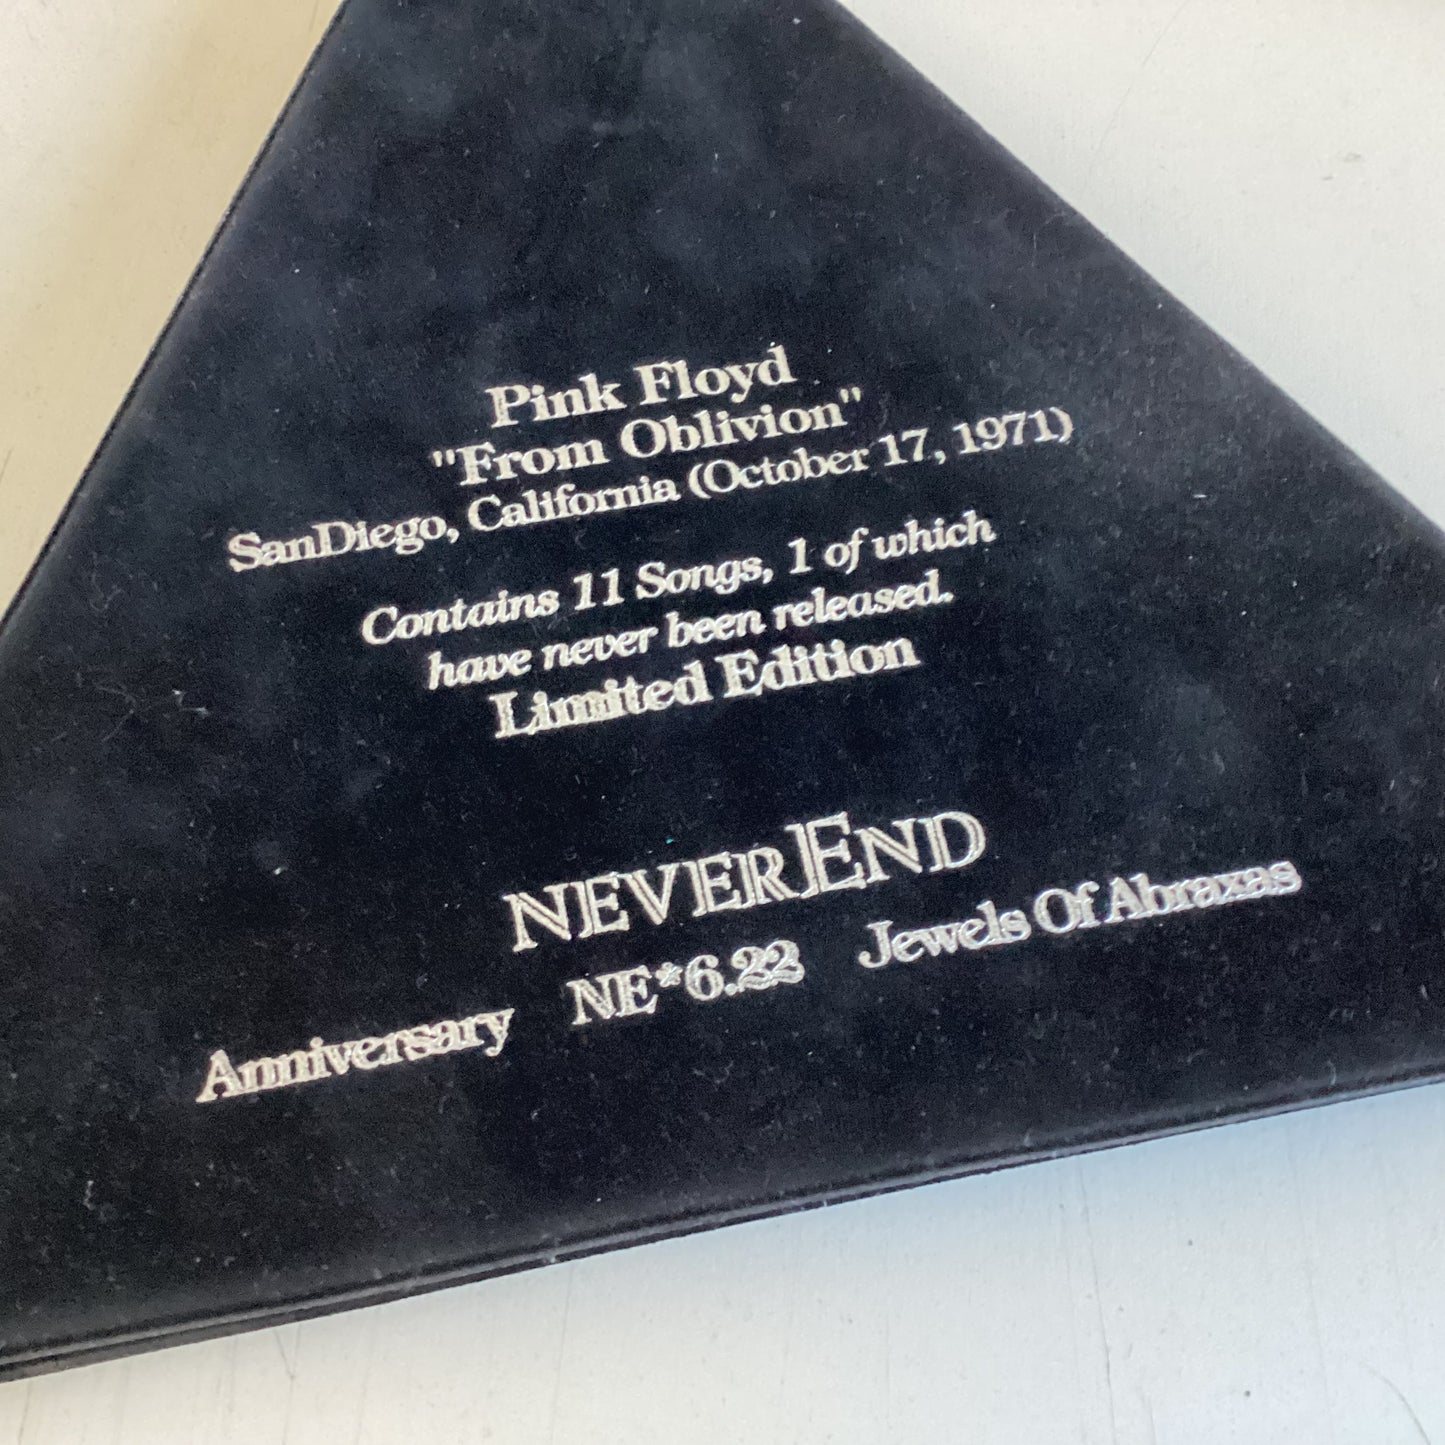 Pink Floyd
"From Oblivion"
SanDiego, California (October 17, 1971)
Contains 11 Songs, 1 of which
have never been released.
Limited Edition
NEVEREND
Anniversary NE*6.22 Jewels Of Abraxas